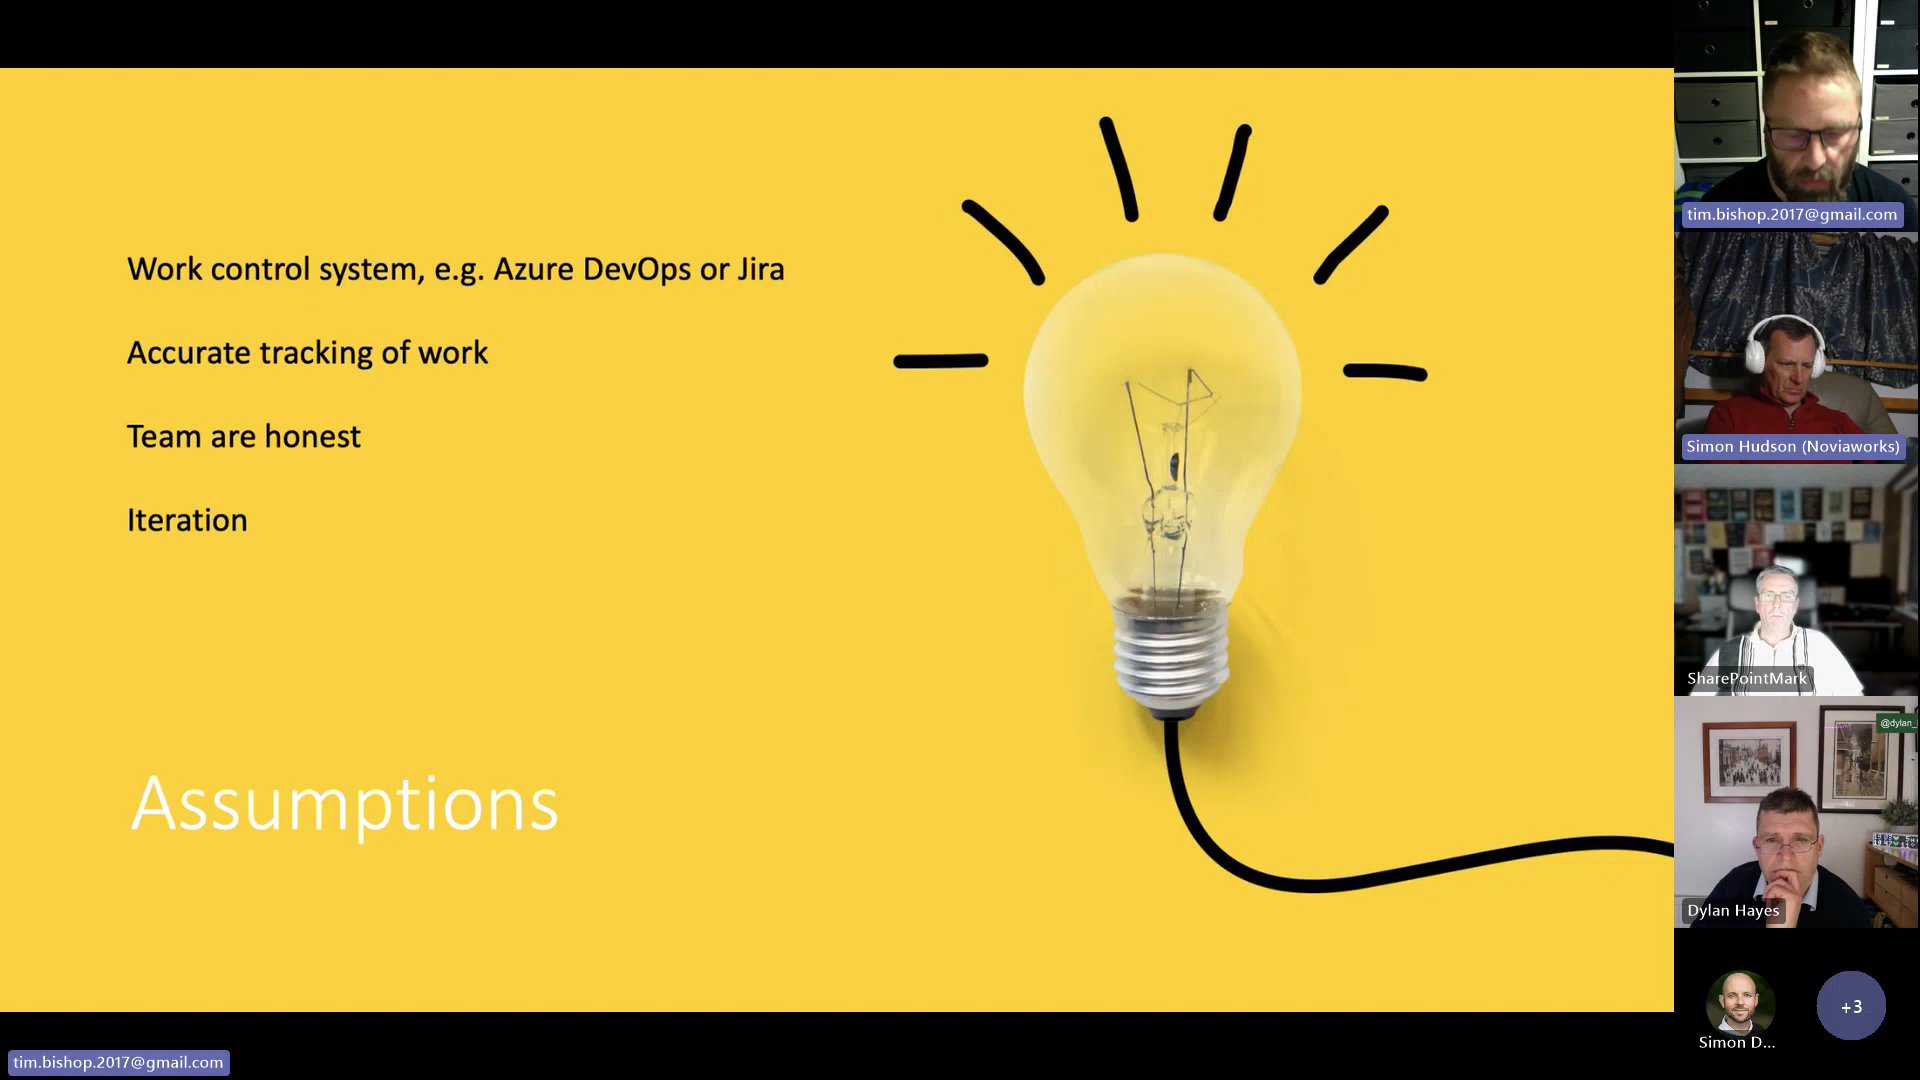 Work control system, e.g. Azure DevOps or Jira
Accurate tracking of work
Team are honest
Iteration
Assumptions
tim.bishop.2017@gmail.com
tim.bishop.2017@gmail.com
Simon Hudson (Noviaworks)
SharePointMark
@dylan_
Dylan Hayes
Simon D...
+3